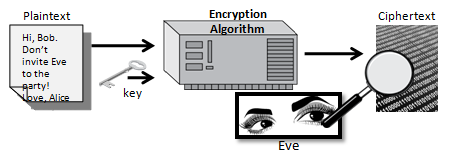 Plaintext
Hi, Bob.
Don't
invite Eve
to the
party!
Love, Alice
key
Encryption
Algorithm
Ciphertext
Eve